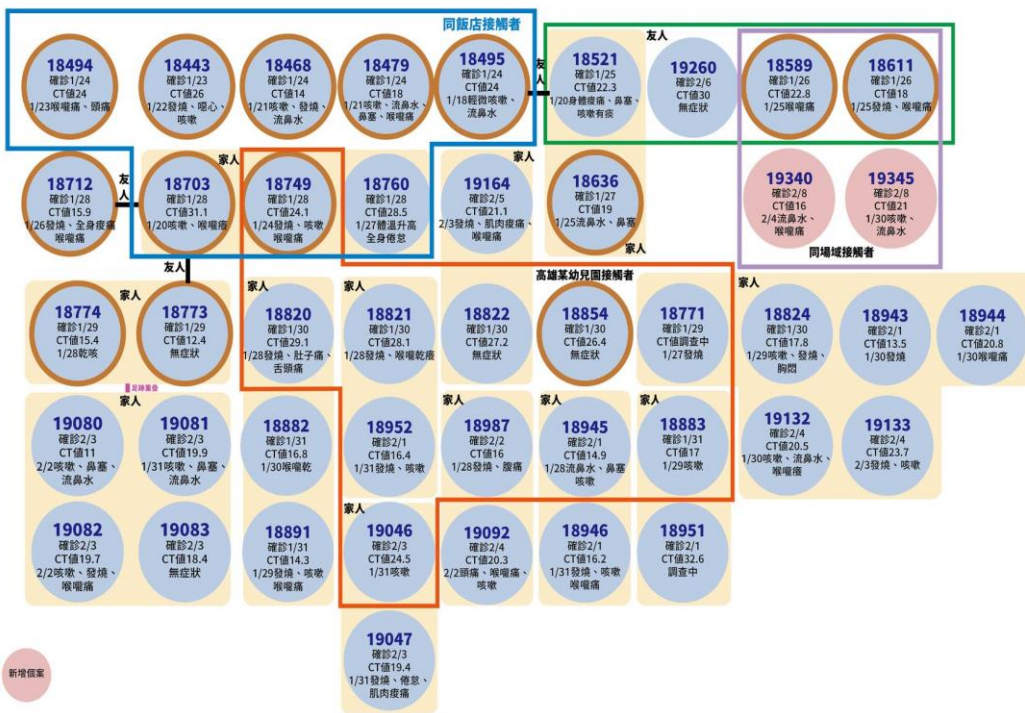 同飯店接觸者
18494
確診1/24
CT值24
1/23喉嚨痛、頭痛
18443
確診1/23
CT值26
1/22發燒、噁心、
咳嗽
18468
確診1/24
CT值14
1/21咳嗽、發燒、
流鼻水
18479
確診1/24
CT值18
1/21咳嗽、流鼻水、
鼻塞、喉嚨痛
18495
確診1/24
CT值24
1/18輕微咳嗽、
流鼻水
友人
18521
確診1/25
CT值22.3
1/20身體痠痛、鼻塞、
咳嗽有痰
友人
19260
確診2/6
CT值30
無症狀
18589
確診1/26
CT值22.8
1/25喉嚨痛
18611
確診1/26
CT值18
1/25發燒、喉嚨痛
18712
確診1/28
CT值15.9
1/26發燒、全身痠痛
喉嚨痛
友人
家人
18703
確診1/28
CT值31.1
1/20咳嗽、喉嚨癢
18749
確診1/28
CT值24.1
1/24發燒、咳嗽
喉嚨痛
18760
確診1/28
CT值28.5
1/27體溫升高
全身倦怠
家人
19164
確診2/5
CT值21.1
2/3發燒、肌肉痠痛、
喉嚨痛
18636
確診1/27
CT值19
1/25流鼻水、鼻塞
家人
19340
確診2/8
CT值16
2/4流鼻水、
喉嚨痛
19345
確診2/8
CT值21
1/30咳嗽、
流鼻水
同場域接觸者
友人
家人
18774
確診1/29
CT值15.4
1/28乾咳
18773
確診1/29
CT值12.4
無症狀
足跡重疊
家人
18820
確診1/30
CT值29.1
1/28發燒、肚子痛、
舌頭痛
家人
18821
確診1/30
CT值28.1
1/28發燒、喉嚨乾癢
18822
確診1/30
CT值27.2
無症狀
高雄某幼兒園接觸者
18854
確診1/30
CT值26.4
無症狀
18771
確診1/29
CT值調查中
1/27發燒
家人
18824
確診1/30
CT值17.8
1/29咳嗽、發燒、
胸悶
18943
確診2/1
CT值13.5
1/30發燒
18944
確診2/1
CT值20.8
1/30喉嚨痛
家人
19080
確診2/3
CT值11
2/2咳嗽、鼻塞、
流鼻水
19081
確診2/3
CT值19.9
1/31咳嗽、鼻塞、
流鼻水
18882
確診1/31
CT值16.8
1/30喉嚨乾
18952
確診2/1
CT值16.4
1/31發燒、咳嗽
家人
18987
確診2/2
CT值16
1/28發燒、腹痛
家人
18945
確診2/1
CT值14.9
1/28流鼻水、鼻塞
咳嗽
家人
18883
確診1/31
CT值17
1/29咳嗽
19132
確診2/4
CT值20.5
1/30咳嗽、流鼻水、
喉嚨癢
19133
確診2/4
CT值23.7
2/3發燒、咳嗽
19082
確診2/3
CT值19.7
2/2咳嗽、發燒、
喉嚨痛
19083
確診2/3
CT值18.4
無症狀
18891
確診1/31
CT值14.3
1/29發燒、咳嗽
喉嚨痛
家人
19046
確診2/3
CT值24.5
1/31咳嗽
19092
確診2/4
CT值20.3
2/2頭痛、喉嚨痛、
咳嗽
18946
確診2/1
CT值16.2
1/31發燒、咳嗽
喉嚨痛
18951
確診2/1
CT值32.6
調查中
19047
確診2/3
CT值19.4
1/31發燒、倦怠、
肌肉痠痛
新增個案